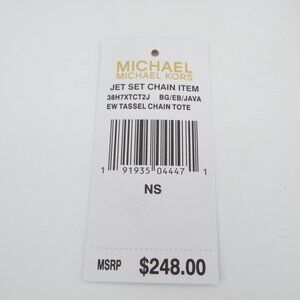 MICHAEL
MICHAEL KORS
JET SET CHAIN ITEM
38H7XTCT2J BG/EB/JAVA
EW TASSEL CHAIN TOTE
1 91935 04447 1
NS
MSRP $248.00